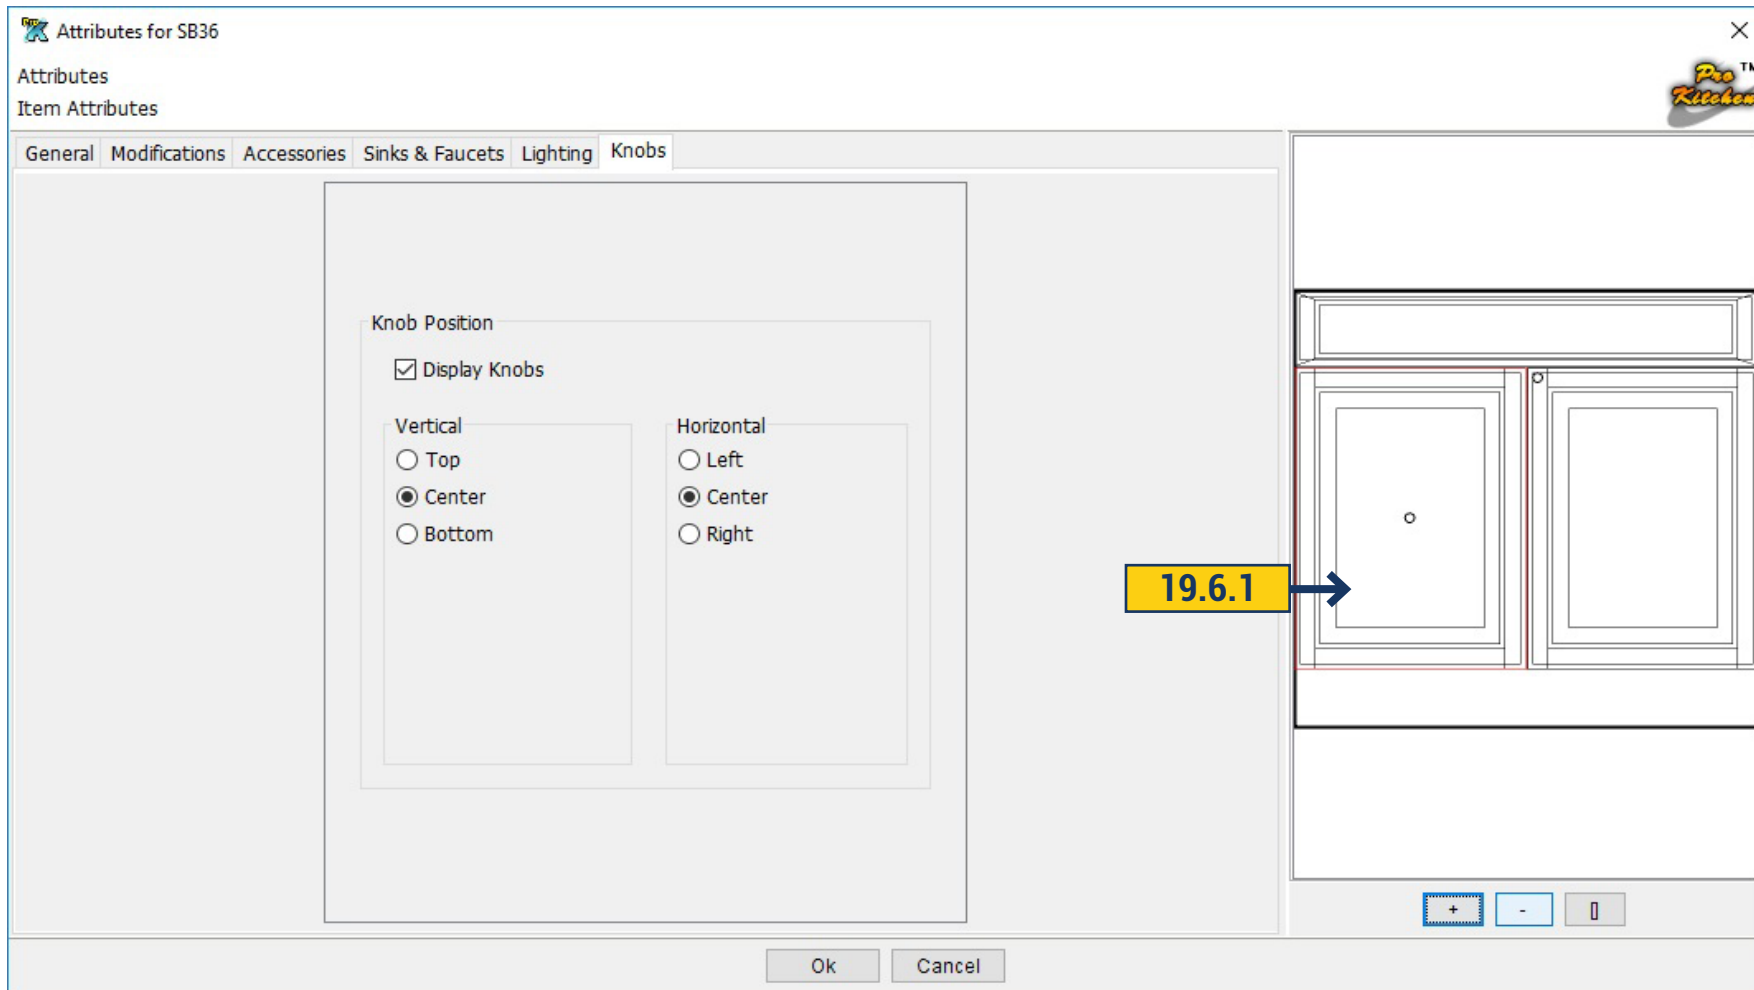 Attributes for SB36
Attributes
Item Attributes
Pro
Kitchen
TM
General Modifications Accessories Sinks & Faucets Lighting Knobs
Knob Position
Display Knobs
Vertical
Top
Center
Bottom
Horizontal
Left
Center
Right
19.6.1
+ - []
Ok Cancel